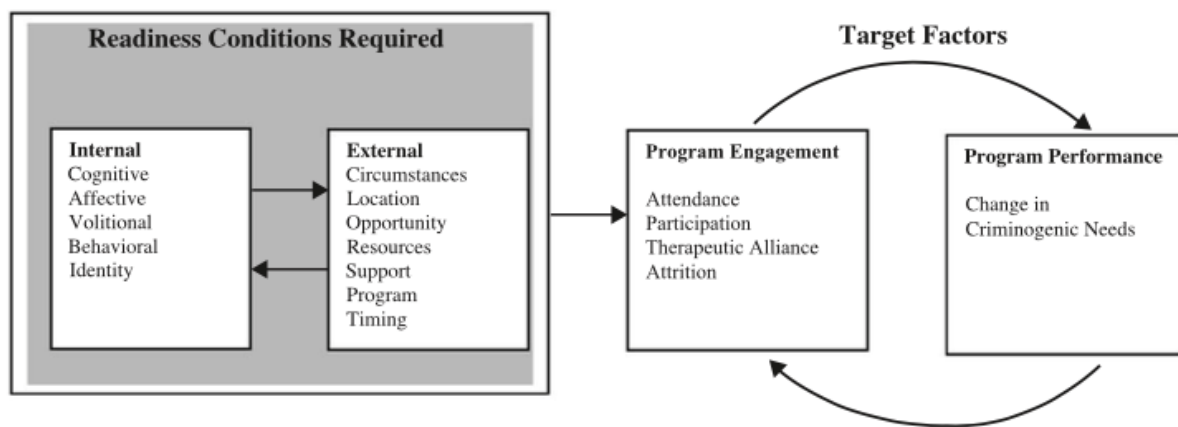 Readiness Conditions Required
Internal
Cognitive
Affective
Volitional
Behavioral
Identity
External
Circumstances
Location
Opportunity
Resources
Support
Program
Timing
Target Factors
Program Engagement
Attendance
Participation
Therapeutic Alliance
Attrition
Program Performance
Change in
Criminogenic Needs